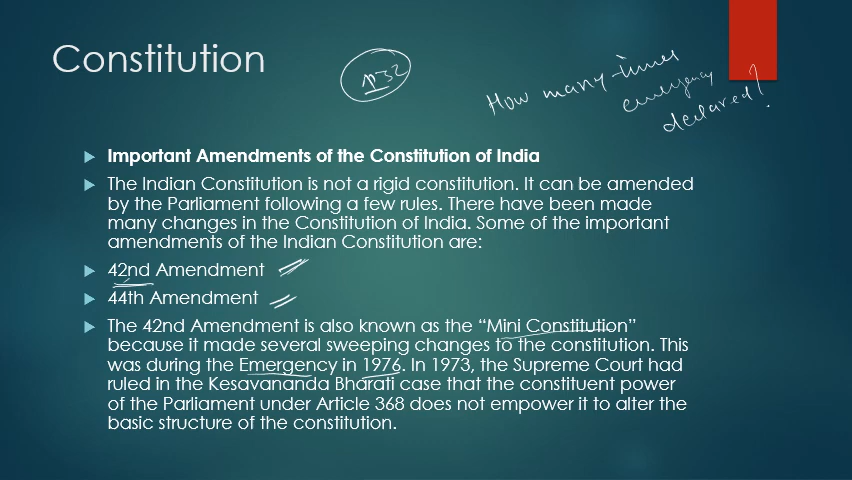 Constitution
How many times
emergency
declared?
Important Amendments of the Constitution of India
The Indian Constitution is not a rigid constitution. It can be amended
by the Parliament following a few rules. There have been made
many changes in the Constitution of India. Some of the important
amendments of the Indian Constitution are:
42nd Amendment
44th Amendment
The 42nd Amendment is also known as the “Mini Constitution”
because it made several sweeping changes to the constitution. This
was during the Emergency in 1976. In 1973, the Supreme Court had
ruled in the Kesavananda Bharati case that the constituent power
of the Parliament under Article 368 does not empower it to alter the
basic structure of the constitution.